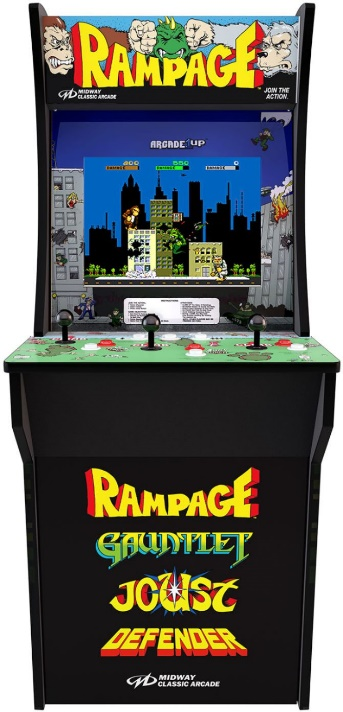 RAMPAGE
MIDWAY
CLASSIC ARCADE
JOIN THE
ACTION.
ARCADE1UP
RAMPAGE
GAUNTLET
JOUST
DEFENDER
MIDWAY
CLASSIC ARCADE